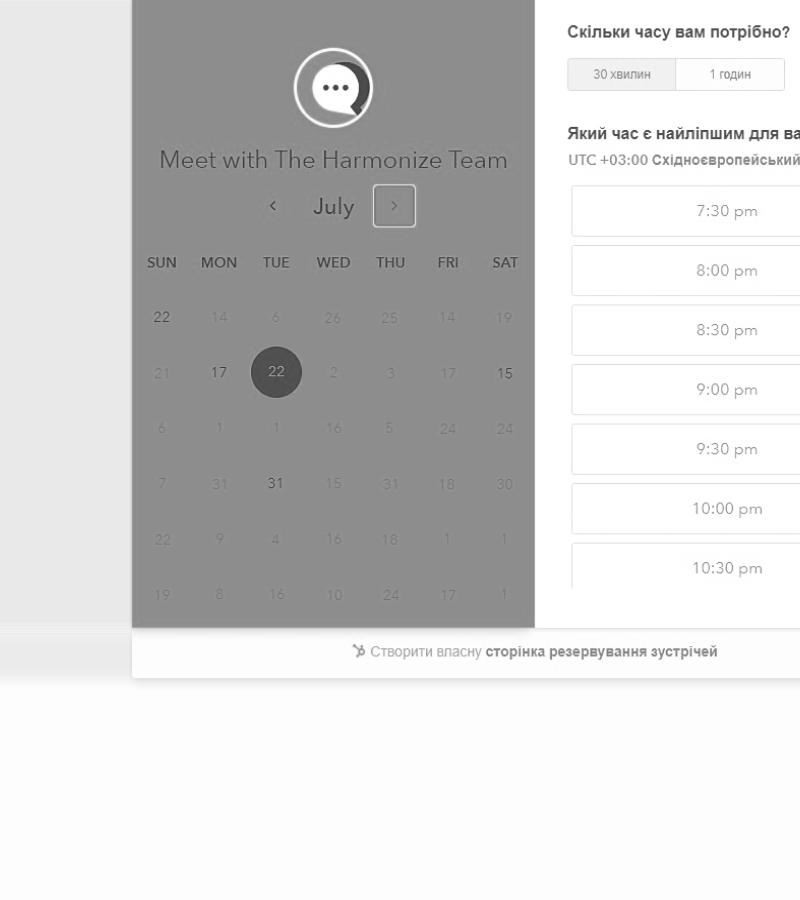 Meet with The Harmonize Team
July
SUN MON TUE WED THU FRI SAT
22 14 6 26 25 14 19
21 17 22 2 3 17 15
6 1 1 16 5 24 24
7 31 31 15 31 18 30
22 9 4 16 18 1 1
19 8 16 10 24 17 1
Скільки часу вам потрібно?
30 хвилин 1 годин
Який час є найліпшим для ва
UTC +03:00 Східноєвропейський
7:30 pm
8:00 pm
8:30 pm
9:00 pm
9:30 pm
10:00 pm
10:30 pm
Створити власну сторінка резервування зустрічей